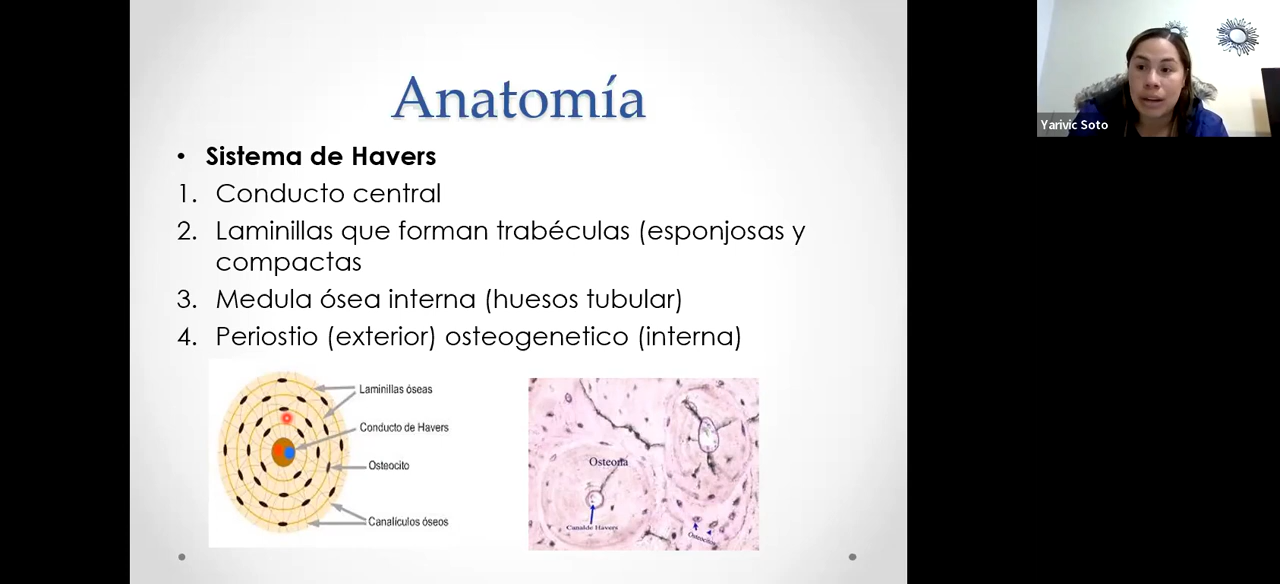 Anatomía
• Sistema de Havers
1. Conducto central
2. Laminillas que forman trabéculas (esponjosas y
compactas
3. Medula ósea interna (huesos tubular)
4. Periostio (exterior) osteogenetico (interna)
Laminillas óseas
Conducto de Havers
Osteocito
Canalículos óseos
Osteona
Canal de Havers
Osteocitos
Yarivic Soto